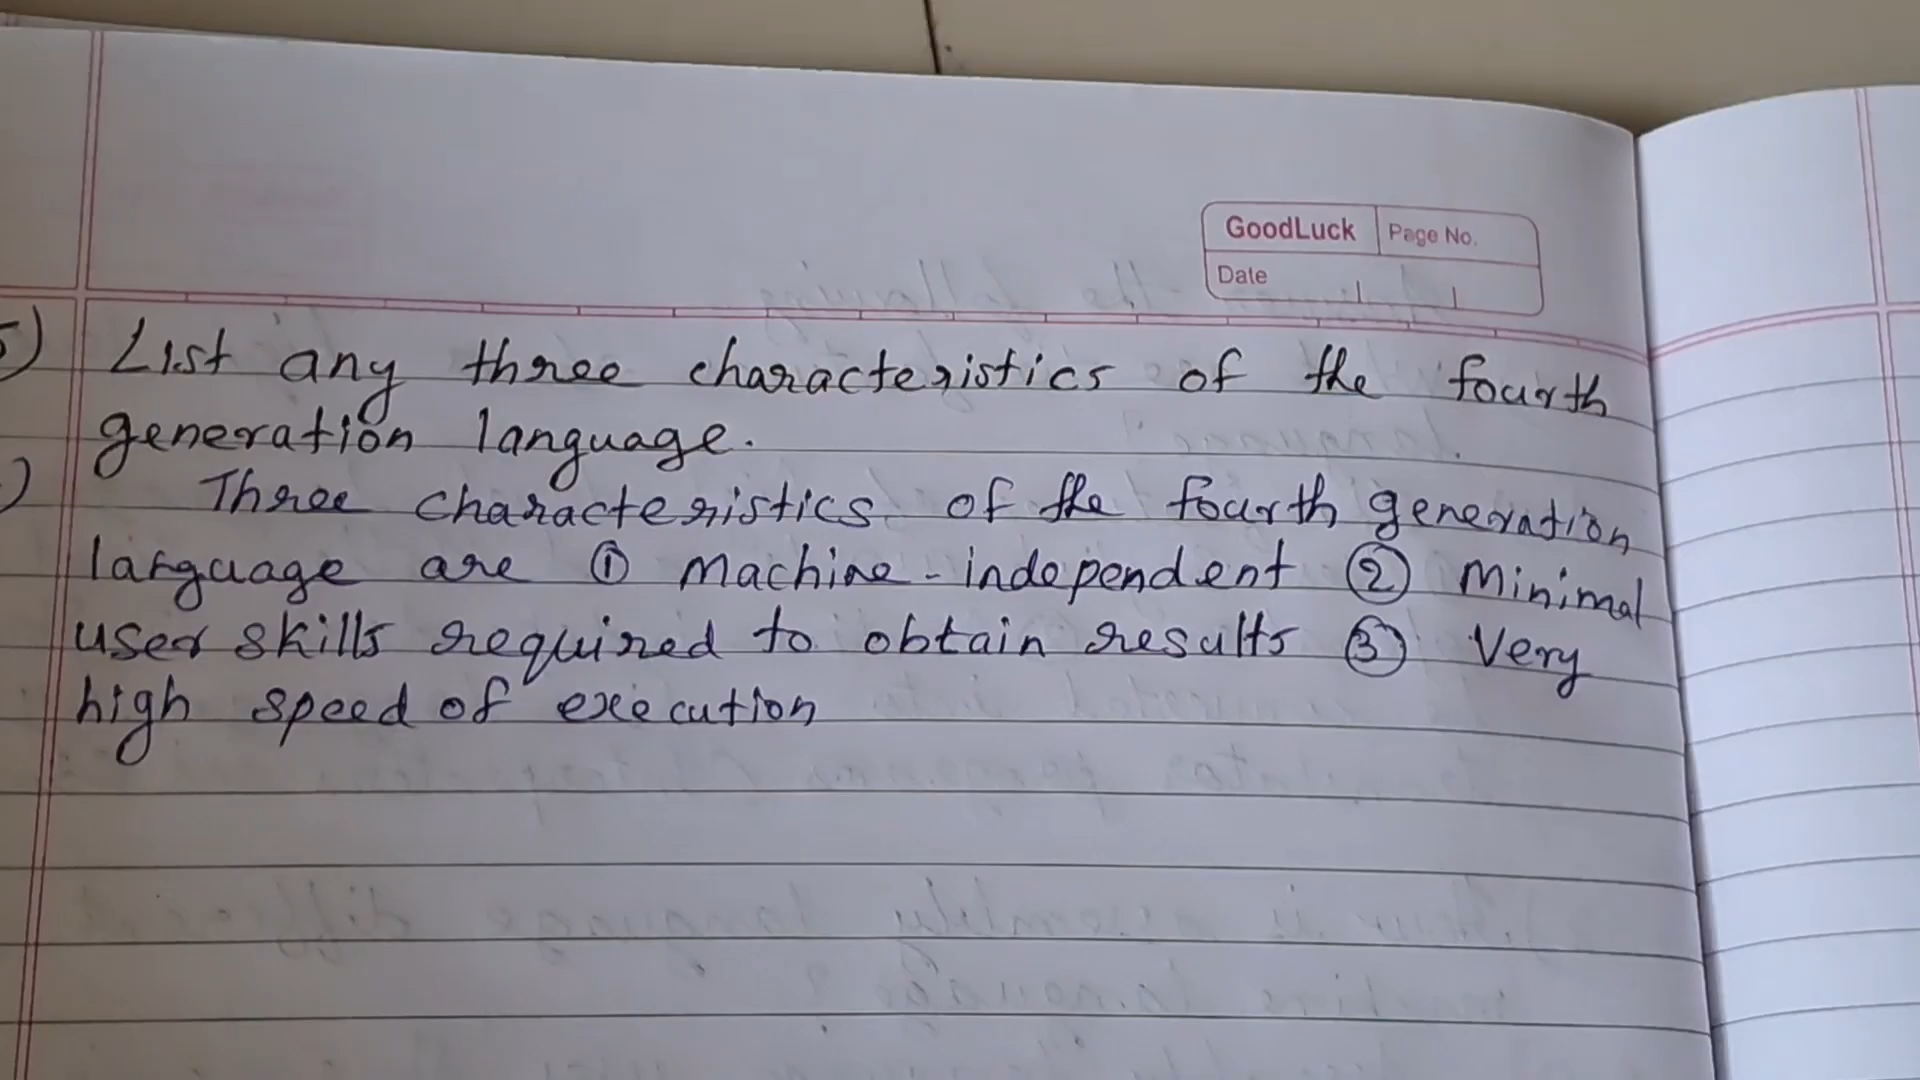 GoodLuck Page No.
Date
5) List any three characteristics of the fourth
generation language.
) Three characteristics of the fourth generation
language are ① Machine-independent ② Minimal
user skills required to obtain results ③ Very
high speed of execution